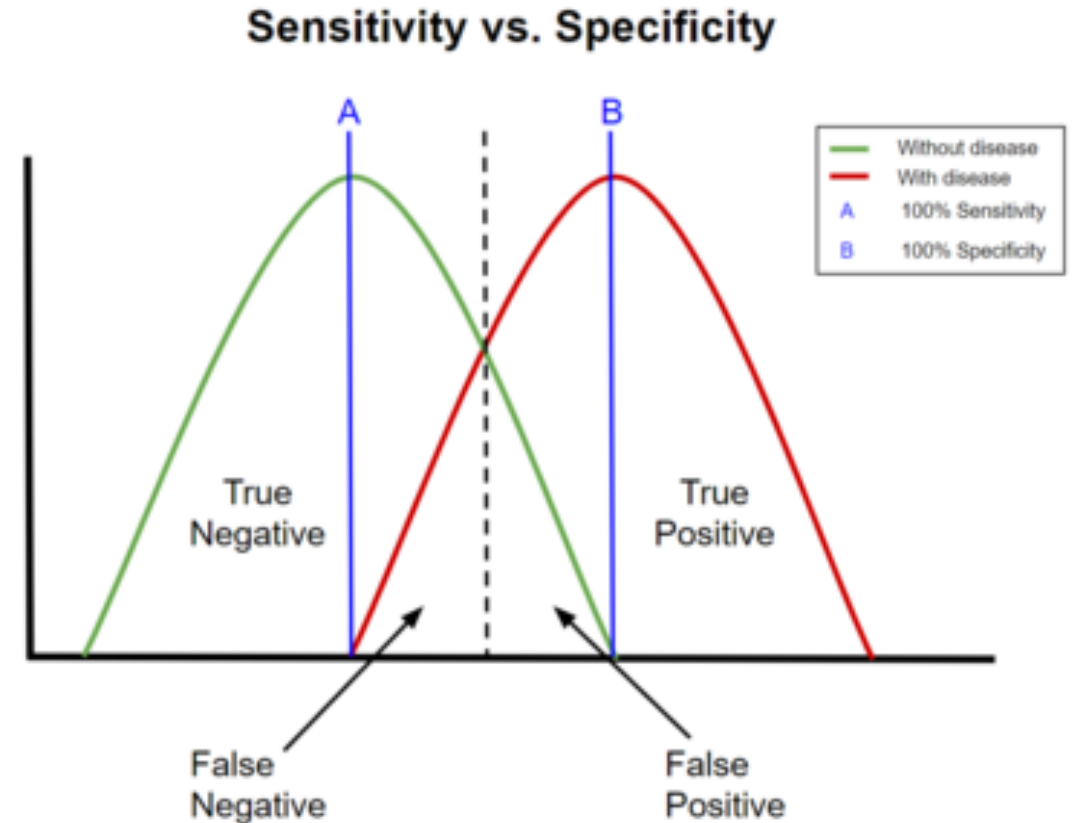 Sensitivity vs. Specificity
A
B
Without disease
With disease
A 100% Sensitivity
B 100% Specificity
True
Negative
True
Positive
False
Negative
False
Positive